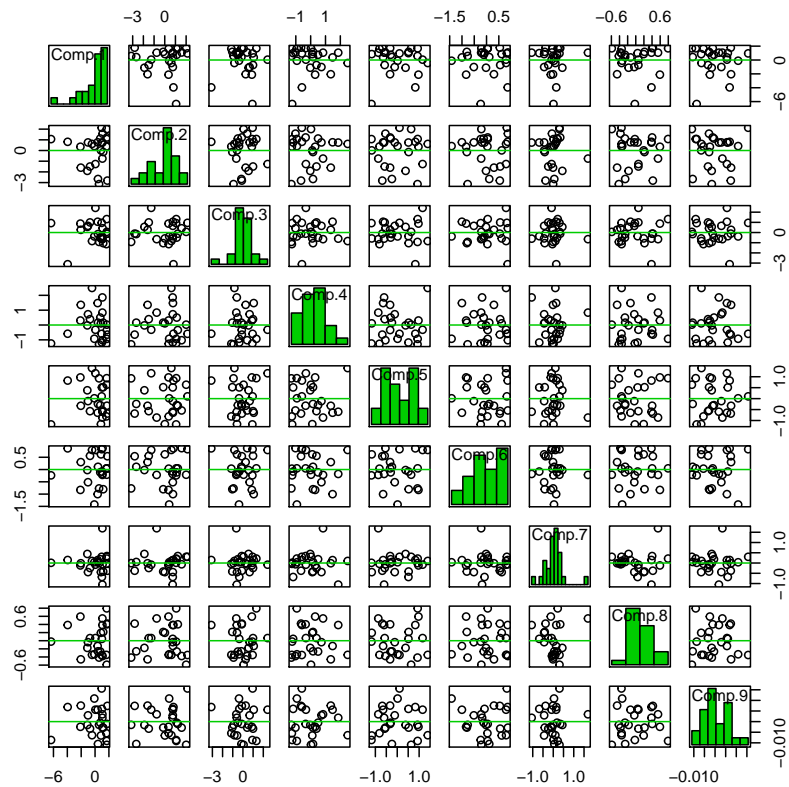 −3 0 −1 1 −1.5 0.5 −0.6 0.6
Comp.1 0 −6
0 −3 Comp.2
Comp.3 0 −3
1 −1 Comp.4
Comp.5 1.0 −1.0
0.5 −1.5 Comp.6
Comp.7 1.0 −1.0
0.6 −0.6 Comp.8
Comp.9 −0.010
−6 0 −3 0 −1.0 1.0 −1.0 1.0 −0.010